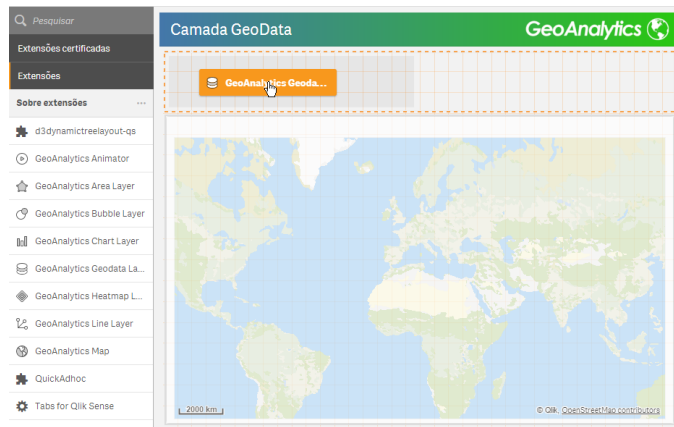 Pesquisar
Extensões certificadas
Extensões
Sobre extensões
d3dynamictreelayout-qs
GeoAnalytics Animator
GeoAnalytics Area Layer
GeoAnalytics Bubble Layer
GeoAnalytics Chart Layer
GeoAnalytics Geodata La...
GeoAnalytics Heatmap L...
GeoAnalytics Line Layer
GeoAnalytics Map
QuickAdhoc
Tabs for Qlik Sense
Camada GeoData
GeoAnalytics
GeoAnalytics Geoda...
2000 km
© Qlik, OpenStreetMap contributors